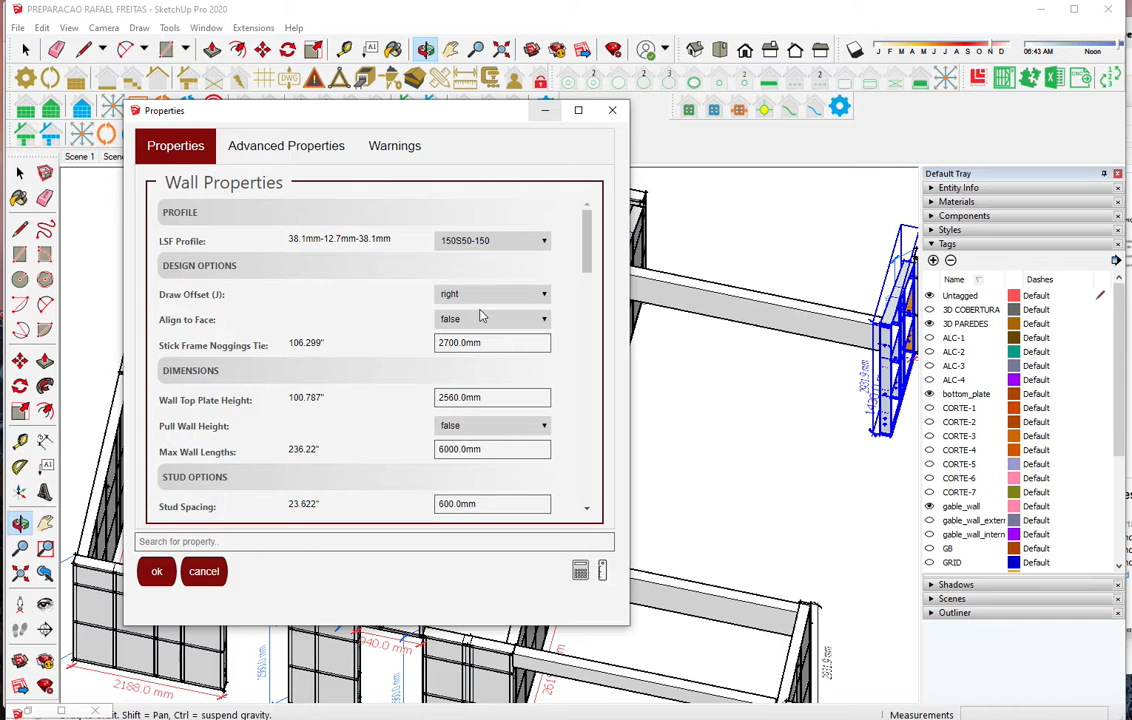 PREPARACAO RAFAEL FREITAS - SketchUp Pro 2020
File Edit Camera Draw Tools Window Extensions Help
J F M A M J J A S O N D
06:43 AM Noon
Scene 1
Properties
Properties Advanced Properties Warnings
Wall Properties
PROFILE
LSF Profile: 38.1mm-12.7mm-38.1mm 150S50-150
DESIGN OPTIONS
Draw Offset (J): right
Align to Face: false
Stick Frame Noggings Tie: 106.299" 2700.0mm
DIMENSIONS
Wall Top Plate Height: 100.787" 2560.0mm
Pull Wall Height: false
Max Wall Lengths: 236.22" 6000.0mm
STUD OPTIONS
Stud Spacing: 23.622" 600.0mm
Search for property..
ok cancel
2188.0 mm
Default Tray
Entity Info
Materials
Components
Styles
Tags
Name Dashes
Untagged Default
3D COBERTURA Default
3D PAREDES Default
ALC-1 Default
ALC-2 Default
ALC-3 Default
ALC-4 Default
bottom_plate Default
CORTE-1 Default
CORTE-2 Default
CORTE-3 Default
CORTE-4 Default
CORTE-5 Default
CORTE-6 Default
CORTE-7 Default
gable_wall Default
gable_wall_extern Default
gable_wall_intern Default
GB Default
GRID Default
Shadows
Scenes
Outliner
Shift = Pan, Ctrl = suspend gravity.
Measurements